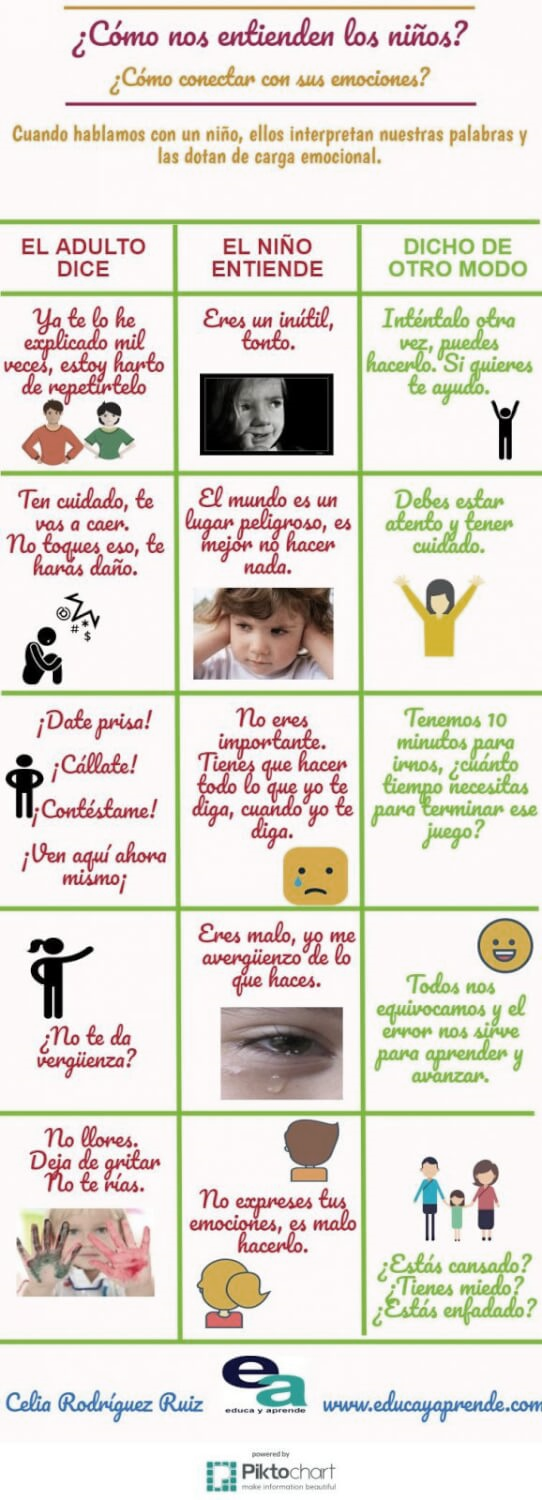 ¿Cómo nos entienden los niños?
¿Cómo conectar con sus emociones?
Cuando hablamos con un niño, ellos interpretan nuestras palabras y
las dotan de carga emocional.
EL ADULTO
DICE
EL NIÑO
ENTIENDE
DICHO DE
OTRO MODO
Ya te lo he
explicado mil
veces, estoy harto
de repetírtelo
Eres un inútil,
tonto.
Inténtalo otra
vez, puedes
hacerlo. Si quieres
te ayudo.
Ten cuidado, te
vas a caer.
No toques eso, te
harás daño.
El mundo es un
lugar peligroso, es
mejor no hacer
nada.
Debes estar
atento y tener
cuidado.
¡Date prisa!
¡Cállate!
¡Contéstame!
¡Ven aquí ahora
mismo¡
No eres
importante.
Tienes que hacer
todo lo que yo te
diga, cuando yo te
diga.
Tenemos 10
minutos para
irnos, ¿cuánto
tiempo necesitas
para terminar ese
juego?
¿No te da
vergüenza?
Eres malo, yo me
avergüenzo de lo
que haces.
Todos nos
equivocamos y el
error nos sirve
para aprender y
avanzar.
No llores.
Deja de gritar
No te rías.
No expreses tus
emociones, es malo
hacerlo.
¿Estás cansado?
¿Tienes miedo?
¿Estás enfadado?
Celia Rodríguez Ruiz
ea
educa y aprende
www.educayaprende.com
powered by
Piktochart
make information beautiful